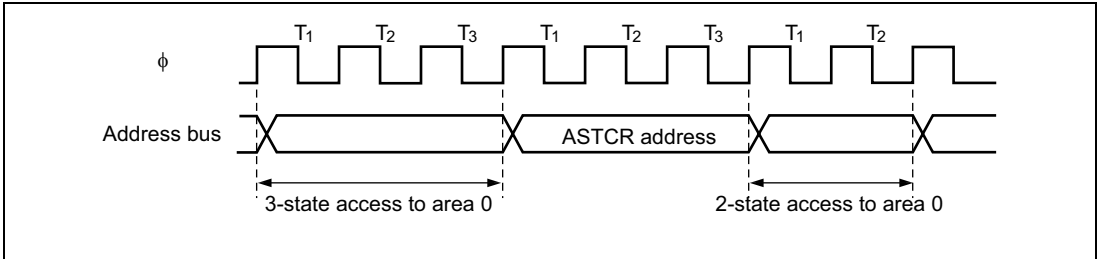 T1 T2 T3 T1 T2 T3 T1 T2
ϕ
Address bus ASTCR address
3-state access to area 0 2-state access to area 0